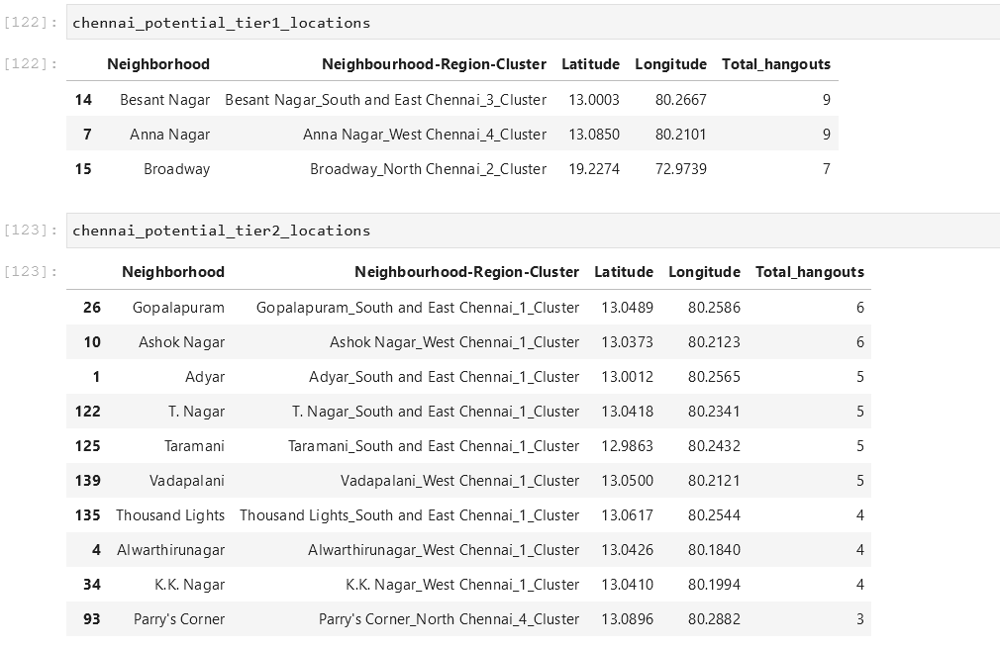 [122]: chennai_potential_tier1_locations
[122]: Neighborhood Neighbourhood-Region-Cluster Latitude Longitude Total_hangouts
14 Besant Nagar Besant Nagar_South and East Chennai_3_Cluster 13.0003 80.2667 9
7 Anna Nagar Anna Nagar_West Chennai_4_Cluster 13.0850 80.2101 9
15 Broadway Broadway_North Chennai_2_Cluster 19.2274 72.9739 7
[123]: chennai_potential_tier2_locations
[123]: Neighborhood Neighbourhood-Region-Cluster Latitude Longitude Total_hangouts
26 Gopalapuram Gopalapuram_South and East Chennai_1_Cluster 13.0489 80.2586 6
10 Ashok Nagar Ashok Nagar_West Chennai_1_Cluster 13.0373 80.2123 6
1 Adyar Adyar_South and East Chennai_1_Cluster 13.0012 80.2565 5
122 T. Nagar T. Nagar_South and East Chennai_1_Cluster 13.0418 80.2341 5
125 Taramani Taramani_South and East Chennai_1_Cluster 12.9863 80.2432 5
139 Vadapalani Vadapalani_West Chennai_1_Cluster 13.0500 80.2121 5
135 Thousand Lights Thousand Lights_South and East Chennai_1_Cluster 13.0617 80.2544 4
4 Alwarthirunagar Alwarthirunagar_West Chennai_1_Cluster 13.0426 80.1840 4
34 K.K. Nagar K.K. Nagar_West Chennai_1_Cluster 13.0410 80.1994 4
93 Parry's Corner Parry's Corner_North Chennai_4_Cluster 13.0896 80.2882 3